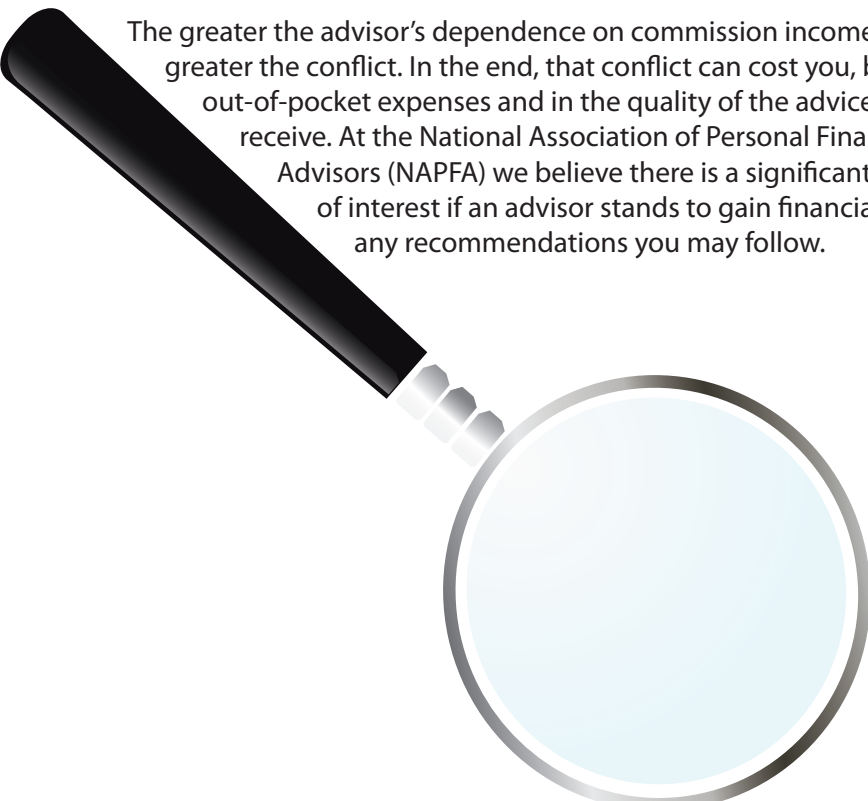 The greater the advisor's dependence on commission income
greater the conflict. In the end, that conflict can cost you,
out-of-pocket expenses and in the quality of the advice
receive. At the National Association of Personal
Advisors (NAPFA) we believe there is a significant
of interest if an advisor stands to gain
any recommendations you may follow.